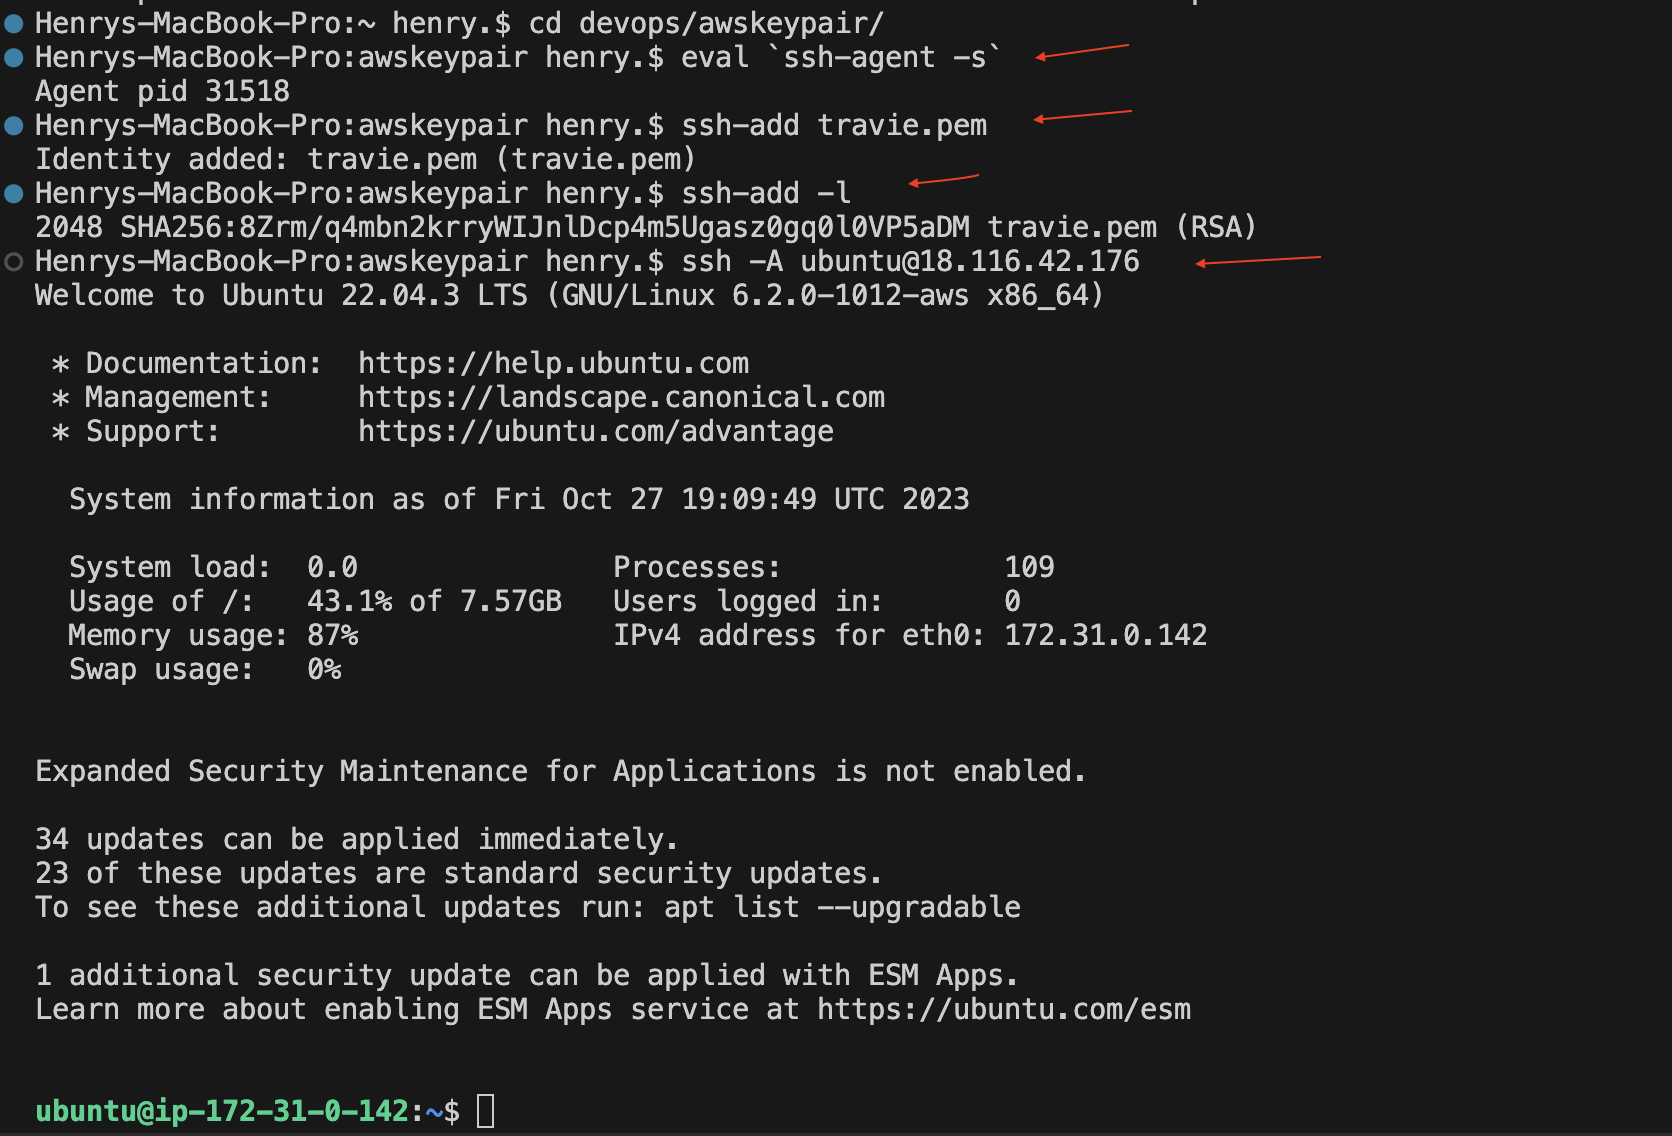 Henrys-MacBook-Pro:~ henry.$ cd devops/awskeypair/
Henrys-MacBook-Pro:awskeypair henry.$ eval `ssh-agent -s`
Agent pid 31518
Henrys-MacBook-Pro:awskeypair henry.$ ssh-add travie.pem
Identity added: travie.pem (travie.pem)
Henrys-MacBook-Pro:awskeypair henry.$ ssh-add -l
2048 SHA256:8Zrm/q4mbn2krryWIJnlDcp4m5Ugasz0gq0l0VP5aDM travie.pem (RSA)
Henrys-MacBook-Pro:awskeypair henry.$ ssh -A ubuntu@18.116.42.176
Welcome to Ubuntu 22.04.3 LTS (GNU/Linux 6.2.0-1012-aws x86_64)
* Documentation:  https://help.ubuntu.com
* Management:     https://landscape.canonical.com
* Support:        https://ubuntu.com/advantage
System information as of Fri Oct 27 19:09:49 UTC 2023
System load:  0.0               Processes:             109
Usage of /:   43.1% of 7.57GB   Users logged in:       0
Memory usage: 87%               IPv4 address for eth0: 172.31.0.142
Swap usage:   0%
Expanded Security Maintenance for Applications is not enabled.
34 updates can be applied immediately.
23 of these updates are standard security updates.
To see these additional updates run: apt list --upgradable
1 additional security update can be applied with ESM Apps.
Learn more about enabling ESM Apps service at https://ubuntu.com/esm
ubuntu@ip-172-31-0-142:~$